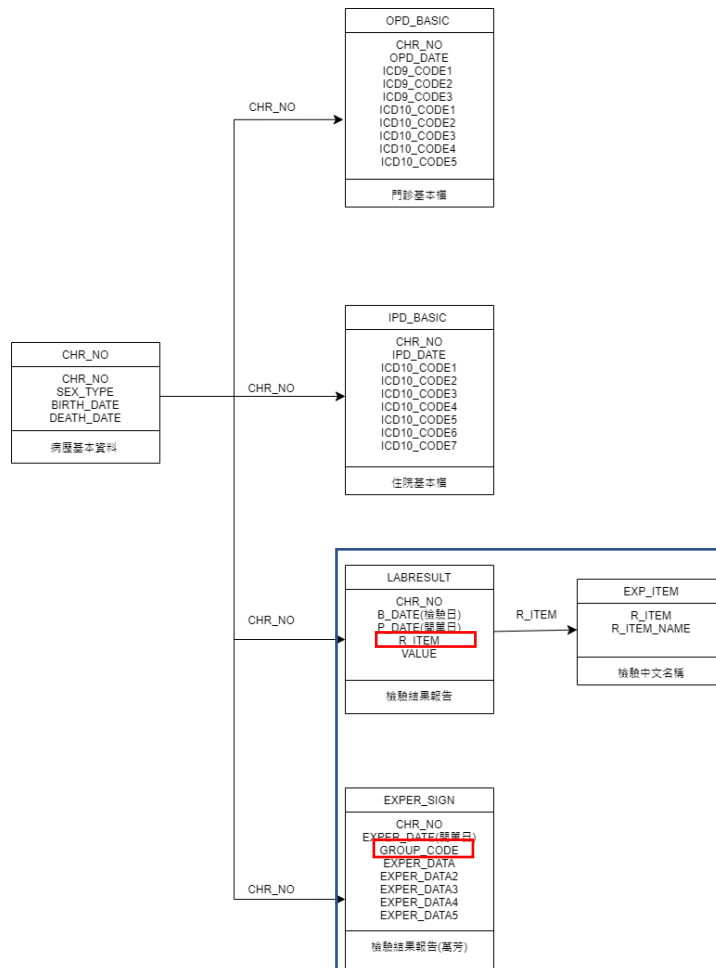 OPD_BASIC
CHR_NO
OPD_DATE
ICD9_CODE1
ICD9_CODE2
ICD9_CODE3
ICD10_CODE1
ICD10_CODE2
ICD10_CODE3
ICD10_CODE4
ICD10_CODE5
門診基本檔
CHR_NO
IPD_BASIC
CHR_NO
IPD_DATE
ICD10_CODE1
ICD10_CODE2
ICD10_CODE3
ICD10_CODE4
ICD10_CODE5
ICD10_CODE6
ICD10_CODE7
住院基本檔
CHR_NO
CHR_NO
CHR_NO
SEX_TYPE
BIRTH_DATE
DEATH_DATE
病歷基本資料
LABRESULT
CHR_NO
B_DATE(檢驗日)
P_DATE(開單日)
R_ITEM
VALUE
檢驗結果報告
CHR_NO
R_ITEM
EXP_ITEM
R_ITEM
R_ITEM_NAME
檢驗中文名稱
EXPER_SIGN
CHR_NO
EXPER_DATE(開單日)
GROUP_CODE
EXPER_DATA
EXPER_DATA2
EXPER_DATA3
EXPER_DATA4
EXPER_DATA5
檢驗結果報告(萬芳)
CHR_NO